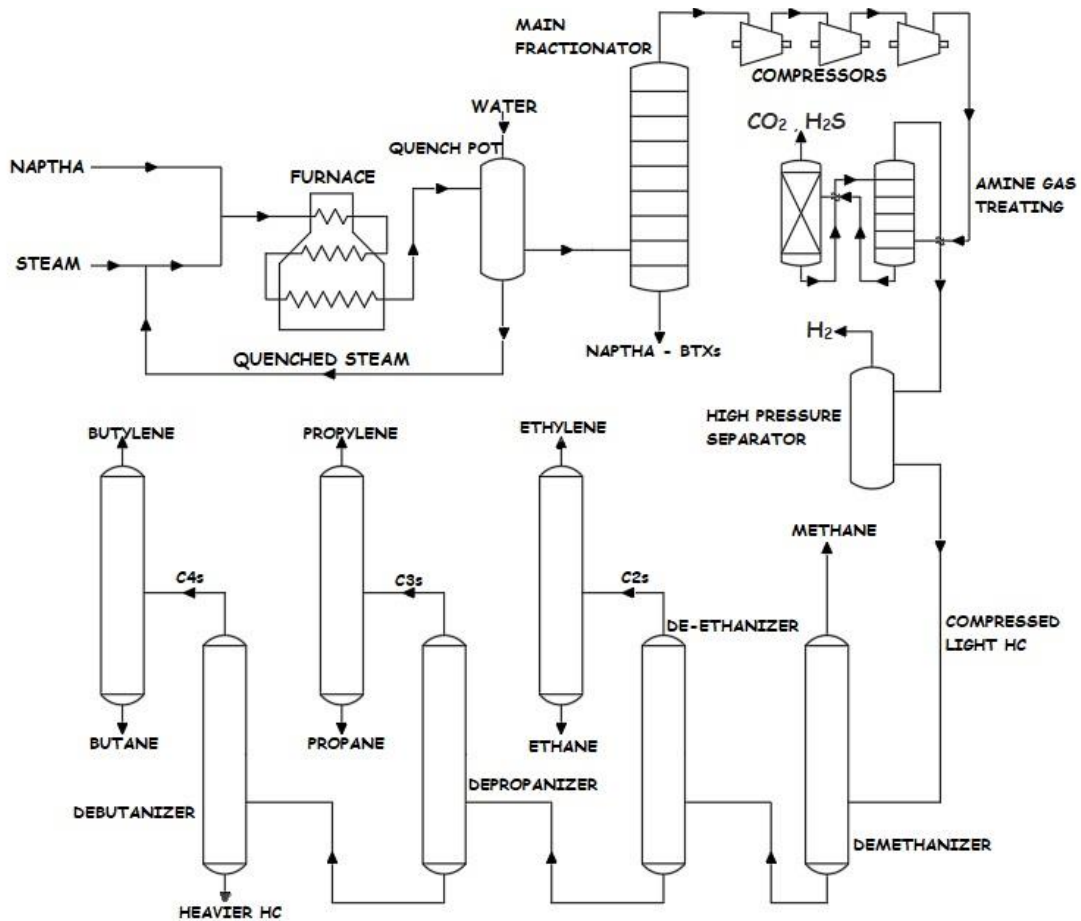 MAIN
FRACTIONATOR
COMPRESSORS
WATER
QUENCH POT
CO₂ , H₂S
NAPTHA
FURNACE
AMINE GAS
TREATING
STEAM
QUENCHED STEAM
NAPTHA - BTXs
H₂
HIGH PRESSURE
SEPARATOR
BUTYLENE
PROPYLENE
ETHYLENE
METHANE
C4s
C3s
C2s
DE-ETHANIZER
COMPRESSED
LIGHT HC
BUTANE
PROPANE
ETHANE
DEBUTANIZER
DEPROPANIZER
DEMETHANIZER
HEAVIER HC